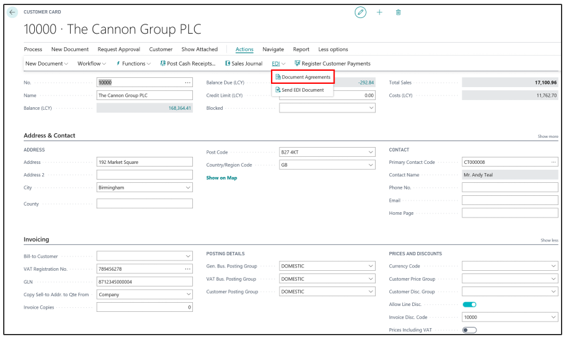 CUSTOMER CARD
10000 · The Cannon Group PLC
Process New Document Request Approval Customer Show Attached Actions Navigate Report Less options
New Document Workflow Functions Post Cash Receipts... Sales Journal EDI Register Customer Payments
Document Agreements
Send EDI Document
No. 10000 Balance Due (LCY) -292.84 Total Sales 17,100.86
Name The Cannon Group PLC Credit Limit (LCY) 0.00 Costs (LCY) 11,762.70
Balance (LCY) 168,364.41 Blocked
Address & Contact Show more
ADDRESS
Address 192 Market Square
Address 2
City Birmingham
County
Post Code B27 4KT
Country/Region Code GB
Show on Map
CONTACT
Primary Contact Code CT000008
Contact Name Mr. Andy Teal
Phone No.
Email
Home Page
Invoicing Show less
Bill-to Customer
VAT Registration No. 789456278
GLN 8712345000004
Copy Sell-to Addr. to Qte From Company
Invoice Copies 0
POSTING DETAILS
Gen. Bus. Posting Group DOMESTIC
VAT Bus. Posting Group DOMESTIC
Customer Posting Group DOMESTIC
PRICES AND DISCOUNTS
Currency Code
Customer Price Group
Customer Disc. Group
Allow Line Disc.
Invoice Disc. Code 10000
Prices Including VAT